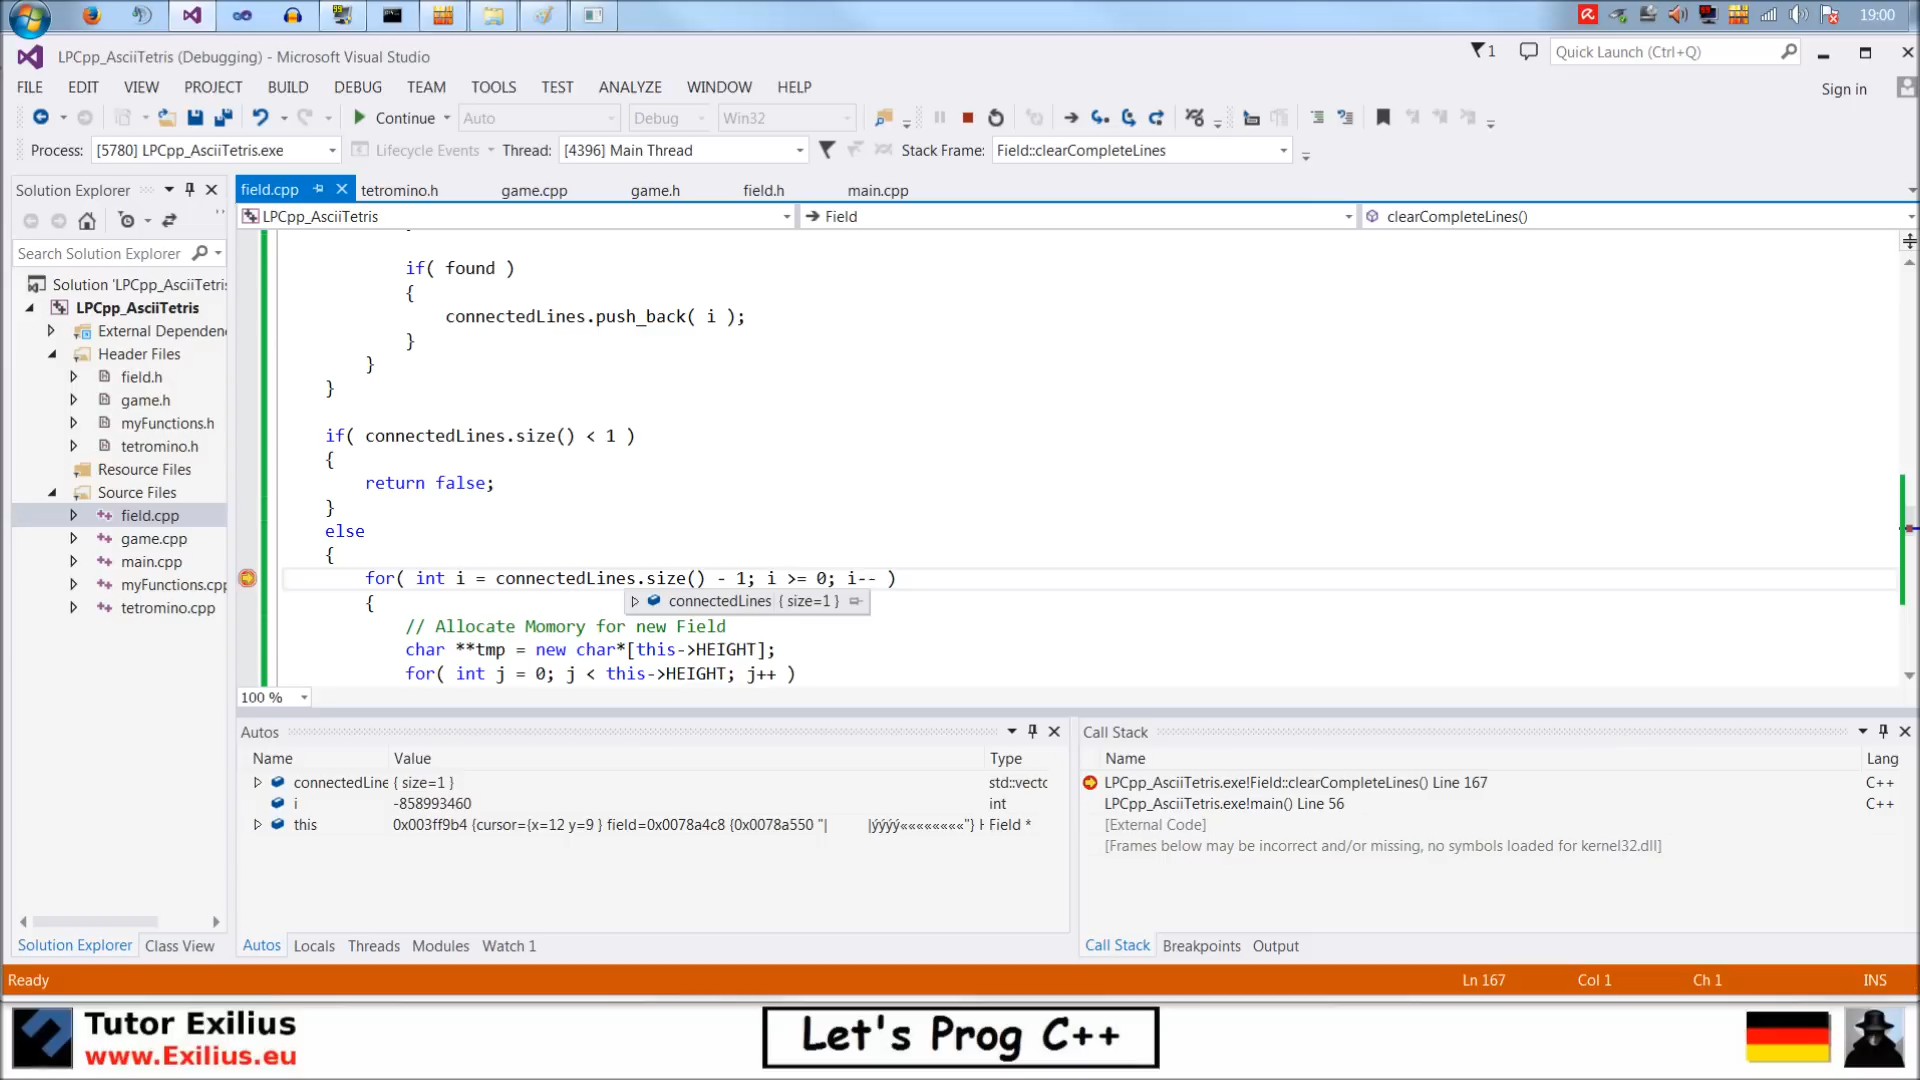 19:00
LPCpp_AsciiTetris (Debugging) - Microsoft Visual Studio
1
Quick Launch (Ctrl+Q)
FILE EDIT VIEW PROJECT BUILD DEBUG TEAM TOOLS TEST ANALYZE WINDOW HELP
Sign in
Continue Auto Debug Win32
Process: [5780] LPCpp_AsciiTetris.exe Lifecycle Events Thread: [4396] Main Thread Stack Frame: Field::clearCompleteLines
Solution Explorer
field.cpp tetromino.h game.cpp game.h field.h main.cpp
LPCpp_AsciiTetris Field clearCompleteLines()
Search Solution Explorer
Solution 'LPCpp_AsciiTetris
LPCpp_AsciiTetris
External Dependen
Header Files
field.h
game.h
myFunctions.h
tetromino.h
Resource Files
Source Files
field.cpp
game.cpp
main.cpp
myFunctions.cpp
tetromino.cpp
Solution Explorer Class View
if( found )
{
connectedLines.push_back( i );
}
}
}
if( connectedLines.size() < 1 )
{
return false;
}
else
{
for( int i = connectedLines.size() - 1; i >= 0; i-- )
{
connectedLines { size=1 }
// Allocate Momory for new Field
char **tmp = new char*[this->HEIGHT];
for( int j = 0; j < this->HEIGHT; j++ )
100 %
Autos
Name Value Type
connectedLine { size=1 } std::vecto
i -858993460 int
this 0x003ff9b4 {cursor={x=12 y=9 } field=0x0078a4c8 {0x0078a550 "| |ýýýý««««««««"} H Field *
Autos Locals Threads Modules Watch 1
Call Stack
Name Lang
LPCpp_AsciiTetris.exe!Field::clearCompleteLines() Line 167 C++
LPCpp_AsciiTetris.exe!main() Line 56 C++
[External Code]
[Frames below may be incorrect and/or missing, no symbols loaded for kernel32.dll]
Call Stack Breakpoints Output
Ready Ln 167 Col 1 Ch 1 INS
Tutor Exilius
www.Exilius.eu
Let's Prog C++